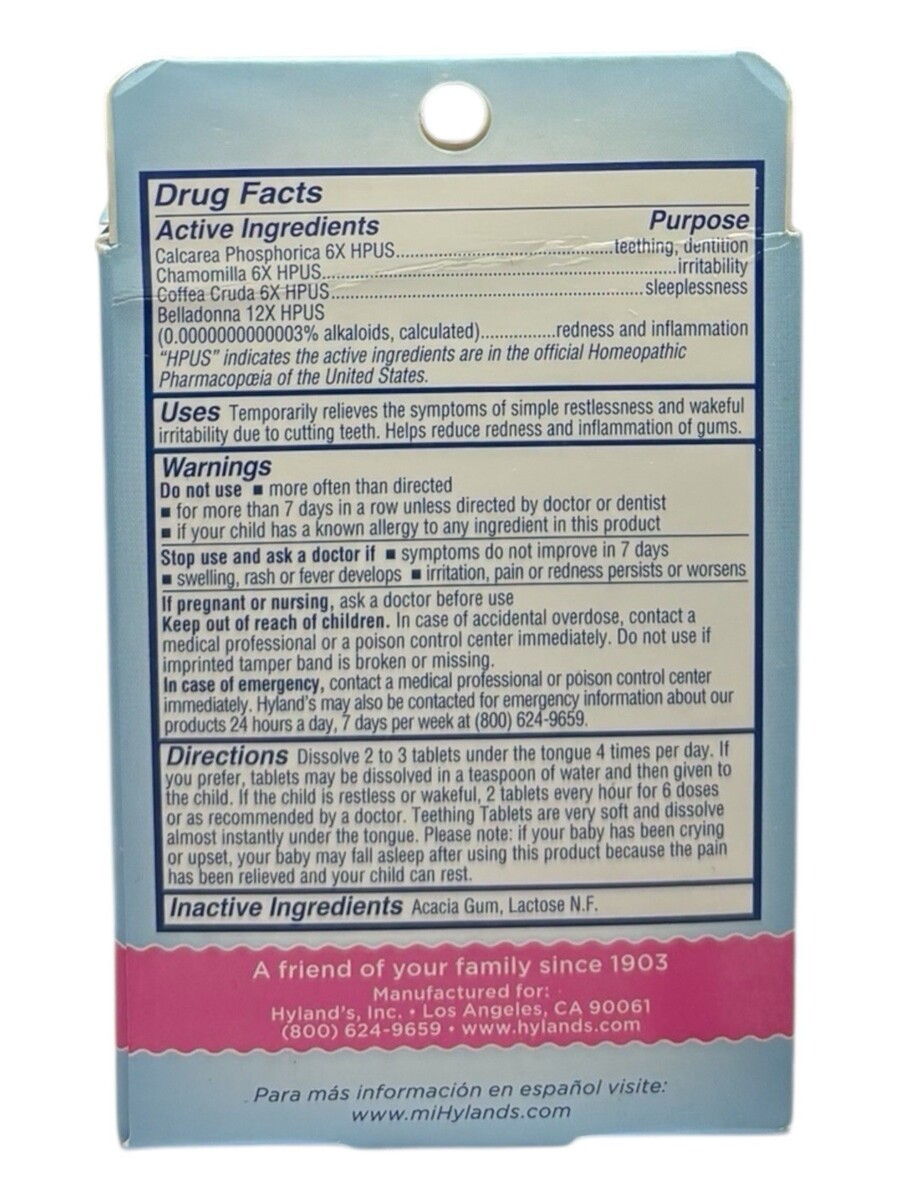 Drug Facts
Active Ingredients Purpose
Calcarea Phosphorica 6X HPUS..............................teething, dentition
Chamomilla 6X HPUS..................................................irritability
Coffea Cruda 6X HPUS............................................sleeplessness
Belladonna 12X HPUS
(0.0000000000003% alkaloids, calculated)...............redness and inflammation
"HPUS" indicates the active ingredients are in the official Homeopathic
Pharmacopœia of the United States.
Uses Temporarily relieves the symptoms of simple restlessness and wakeful
irritability due to cutting teeth. Helps reduce redness and inflammation of gums.
Warnings
Do not use ■ more often than directed
■ for more than 7 days in a row unless directed by doctor or dentist
■ if your child has a known allergy to any ingredient in this product
Stop use and ask a doctor if ■ symptoms do not improve in 7 days
■ swelling, rash or fever develops ■ irritation, pain or redness persists or worsens
If pregnant or nursing, ask a doctor before use
Keep out of reach of children. In case of accidental overdose, contact a
medical professional or a poison control center immediately. Do not use if
imprinted tamper band is broken or missing.
In case of emergency, contact a medical professional or poison control center
immediately. Hyland's may also be contacted for emergency information about our
products 24 hours a day, 7 days per week at (800) 624-9659.
Directions Dissolve 2 to 3 tablets under the tongue 4 times per day. If
you prefer, tablets may be dissolved in a teaspoon of water and then given to
the child. If the child is restless or wakeful, 2 tablets every hour for 6 doses
or as recommended by a doctor. Teething Tablets are very soft and dissolve
almost instantly under the tongue. Please note: if your baby has been crying
or upset, your baby may fall asleep after using this product because the pain
has been relieved and your child can rest.
Inactive Ingredients Acacia Gum, Lactose N.F.
A friend of your family since 1903
Manufactured for:
Hyland's, Inc. • Los Angeles, CA 90061
(800) 624-9659 • www.hylands.com
Para más información en español visite:
www.miHylands.com